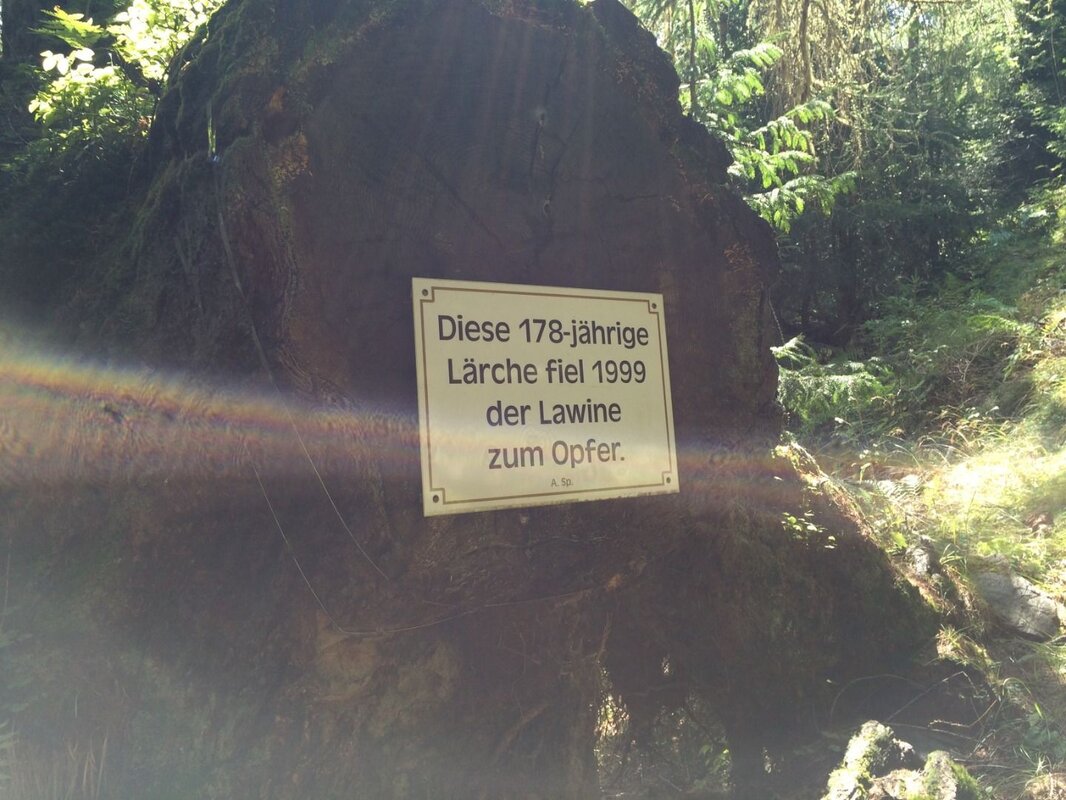 Diese 178-jährige
Lärche fiel 1999
der Lawine
zum Opfer.
A. Sp.